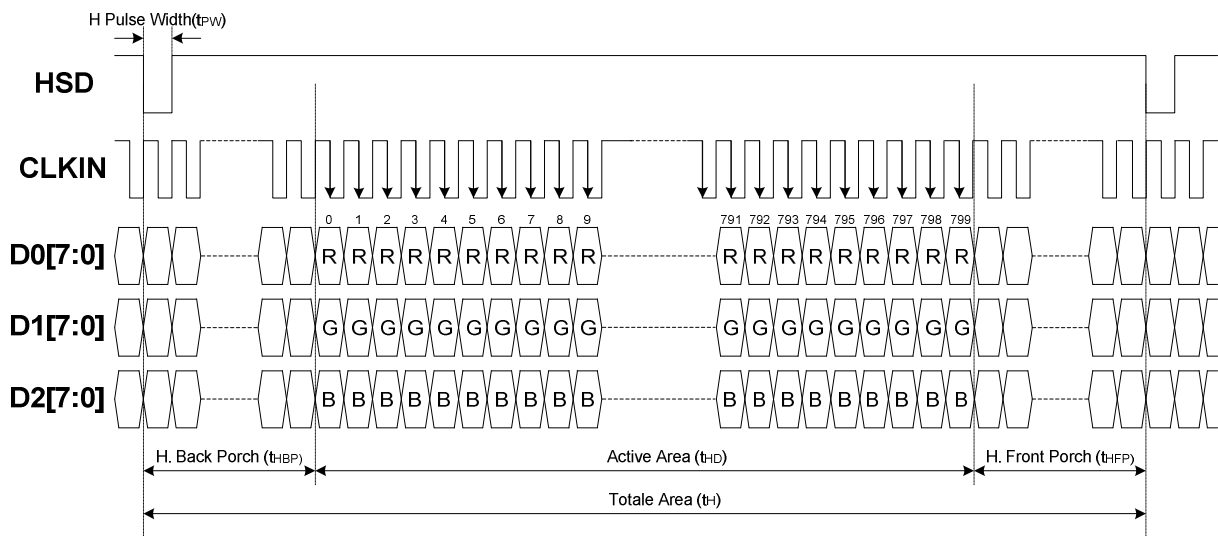 H Pulse Width(tPW)
HSD
CLKIN
0 1 2 3 4 5 6 7 8 9 791 792 793 794 795 796 797 798 799
D0[7:0] R R R R R R R R R R R R R R R R R R R
D1[7:0] G G G G G G G G G G G G G G G G G G G
D2[7:0] B B B B B B B B B B B B B B B B B B B
H. Back Porch (tHBP) Active Area (tHD) H. Front Porch (tHFP)
Totale Area (tH)